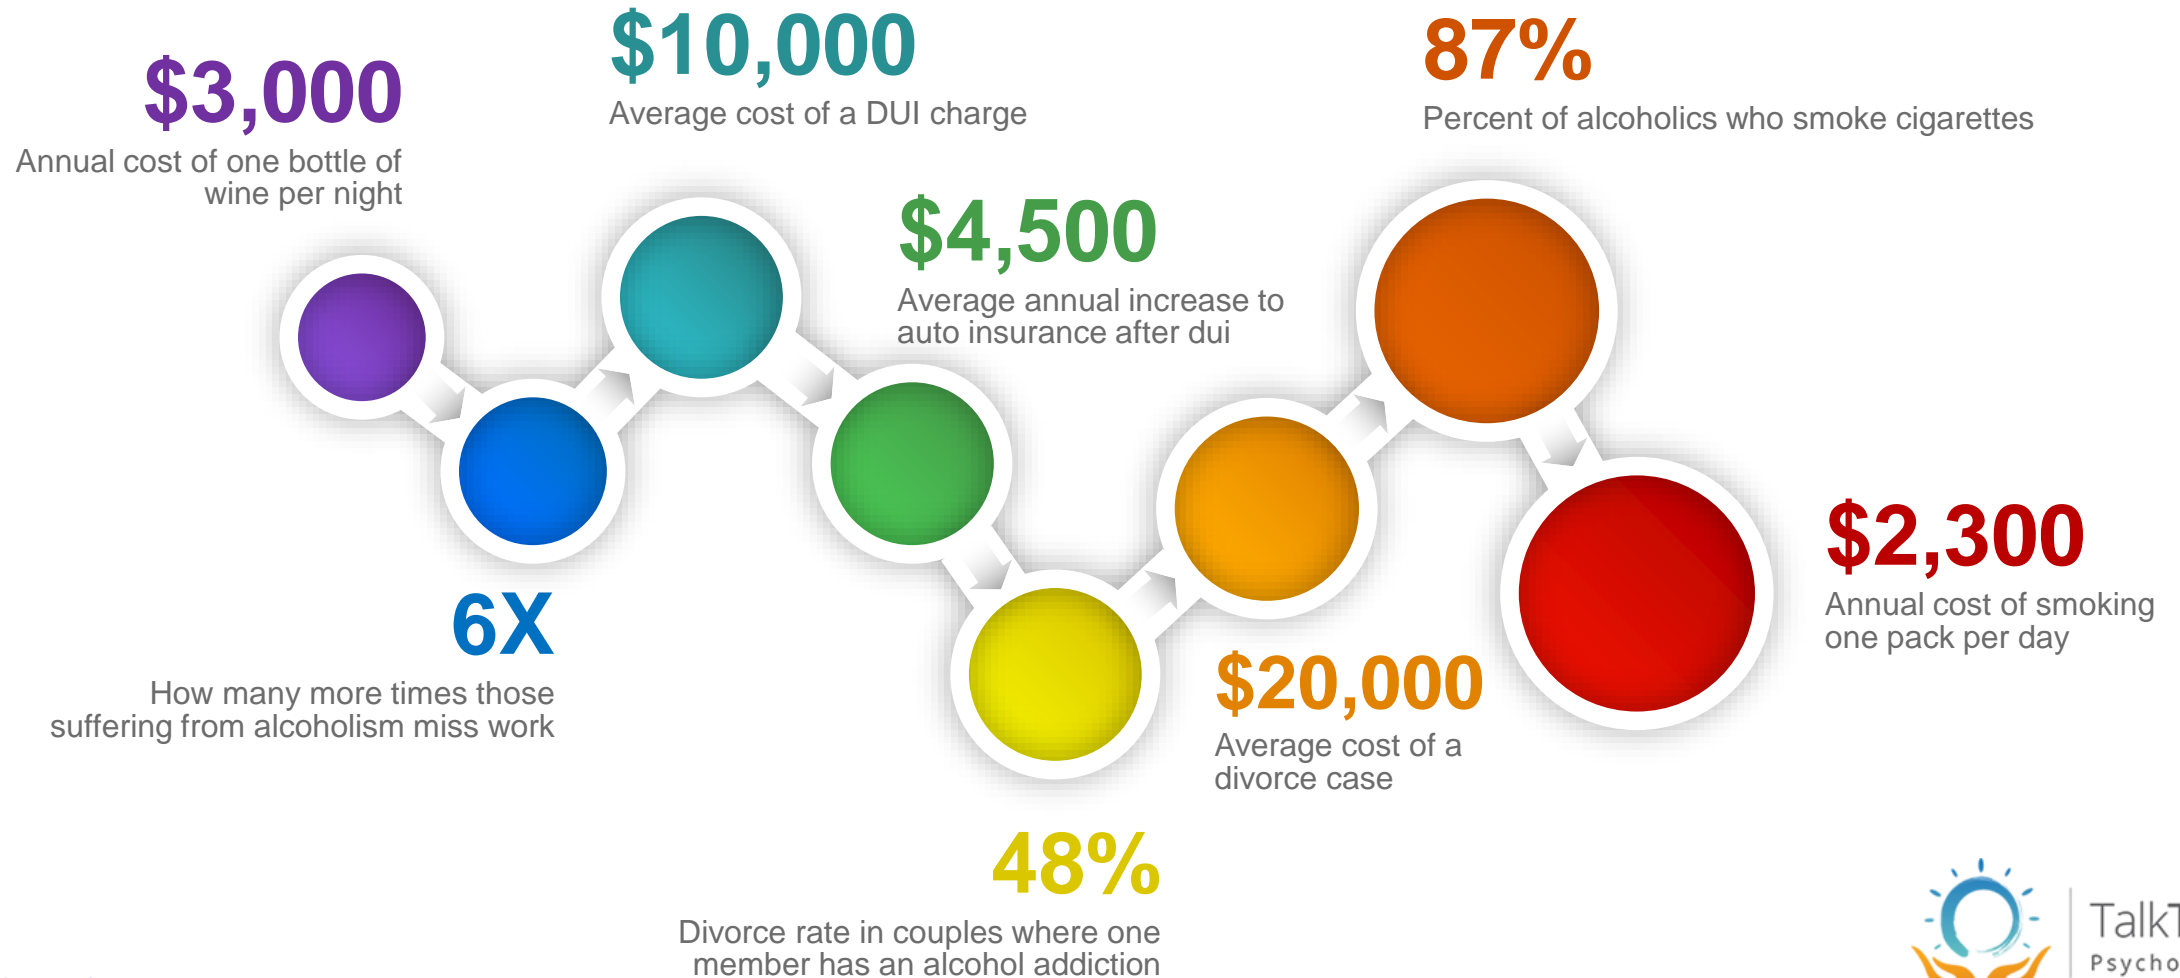 $3,000
Annual cost of one bottle of
wine per night
$10,000
Average cost of a DUI charge
87%
Percent of alcoholics who smoke cigarettes
$4,500
Average annual increase to
auto insurance after dui
6X
How many more times those
suffering from alcoholism miss work
$20,000
Average cost of a
divorce case
$2,300
Annual cost of smoking
one pack per day
48%
Divorce rate in couples where one
member has an alcohol addiction
TalkT
Psycho